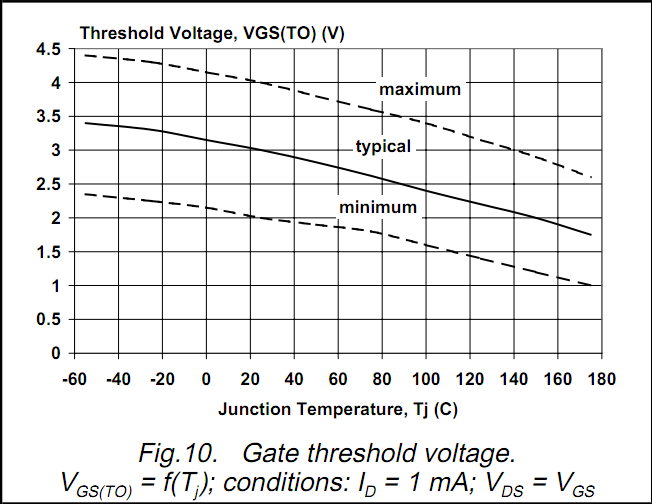 Threshold Voltage, VGS(TO) (V)
4.5
4
3.5
3
2.5
2
1.5
1
0.5
0
maximum
typical
minimum
-60 -40 -20 0 20 40 60 80 100 120 140 160 180
Junction Temperature, Tj (C)
Fig.10. Gate threshold voltage.
VGS(TO) = f(Tj); conditions: ID = 1 mA; VDS = VGS